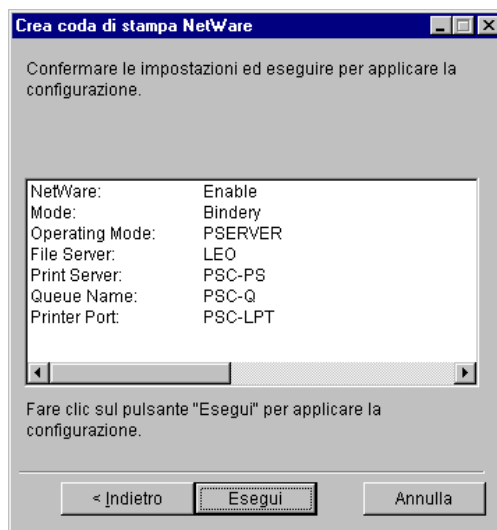 Crea coda di stampa NetWare
Confermare le impostazioni ed eseguire per applicare la
configurazione.
NetWare: Enable
Mode: Bindery
Operating Mode: PSERVER
File Server: LEO
Print Server: PSC-PS
Queue Name: PSC-Q
Printer Port: PSC-LPT
Fare clic sul pulsante "Esegui" per applicare la
configurazione.
< Indietro Esegui Annulla